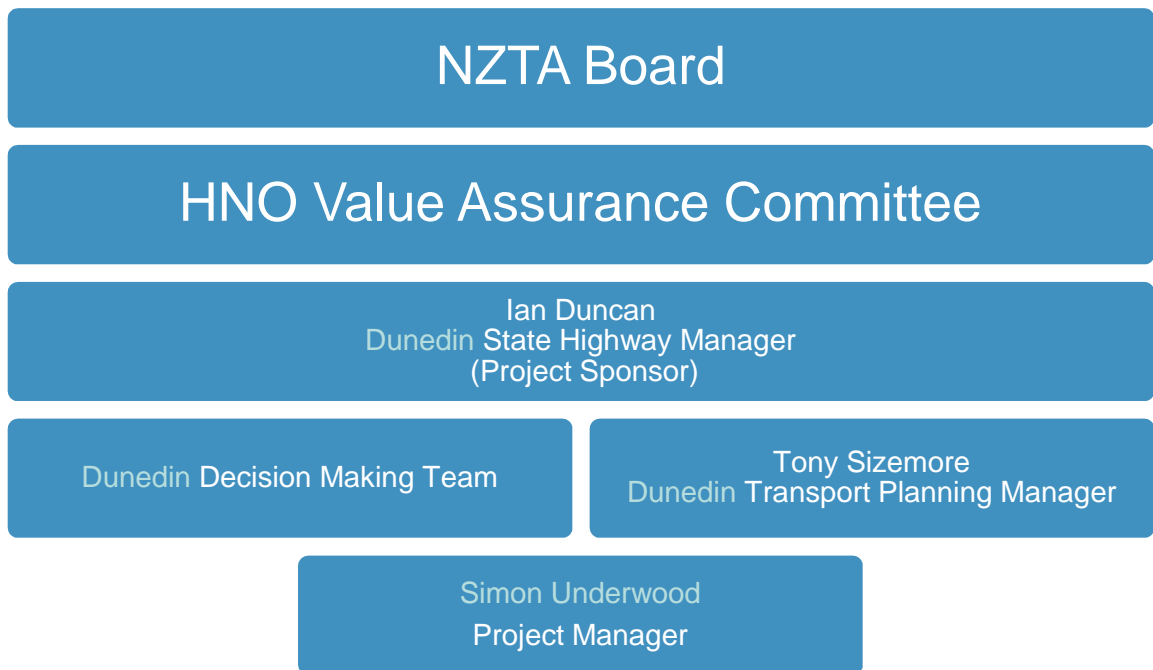 NZTA Board
HNO Value Assurance Committee
Ian Duncan
Dunedin State Highway Manager
(Project Sponsor)
Dunedin Decision Making Team
Tony Sizemore
Dunedin Transport Planning Manager
Simon Underwood
Project Manager